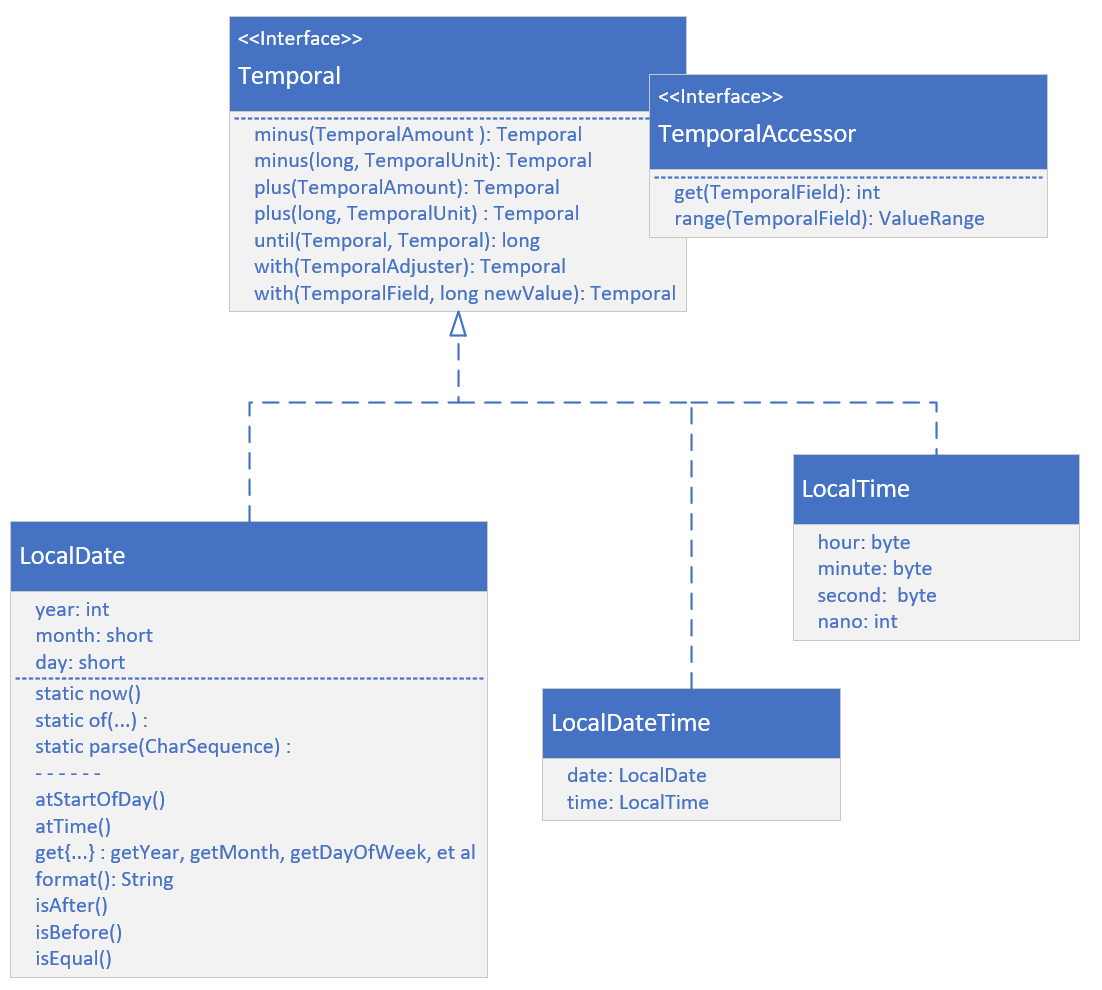 <<Interface>>
Temporal
minus(TemporalAmount ): Temporal
minus(long, TemporalUnit): Temporal
plus(TemporalAmount): Temporal
plus(long, TemporalUnit) : Temporal
until(Temporal, Temporal): long
with(TemporalAdjuster): Temporal
with(TemporalField, long newValue): Temporal
<<Interface>>
TemporalAccessor
get(TemporalField): int
range(TemporalField): ValueRange
LocalDate
year: int
month: short
day: short
static now()
static of(...) :
static parse(CharSequence) :
- - - - - -
atStartOfDay()
atTime()
get{...} : getYear, getMonth, getDayOfWeek, et al
format(): String
isAfter()
isBefore()
isEqual()
LocalDateTime
date: LocalDate
time: LocalTime
LocalTime
hour: byte
minute: byte
second:  byte
nano: int